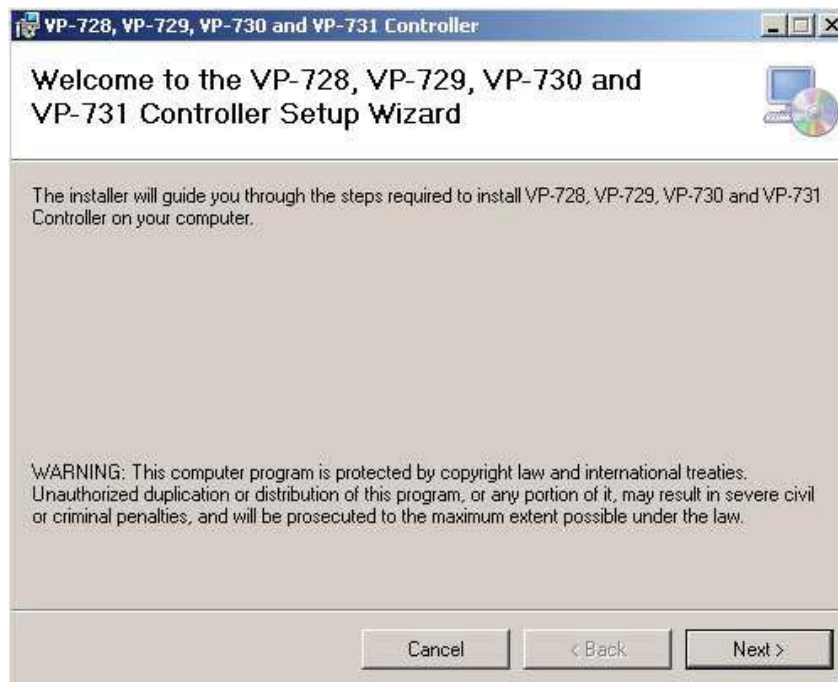 VP-728, VP-729, VP-730 and VP-731 Controller
Welcome to the VP-728, VP-729, VP-730 and
VP-731 Controller Setup Wizard
The installer will guide you through the steps required to install VP-728, VP-729, VP-730 and VP-731
Controller on your computer.
WARNING: This computer program is protected by copyright law and international treaties.
Unauthorized duplication or distribution of this program, or any portion of it, may result in severe civil
or criminal penalties, and will be prosecuted to the maximum extent possible under the law.
Cancel < Back Next >